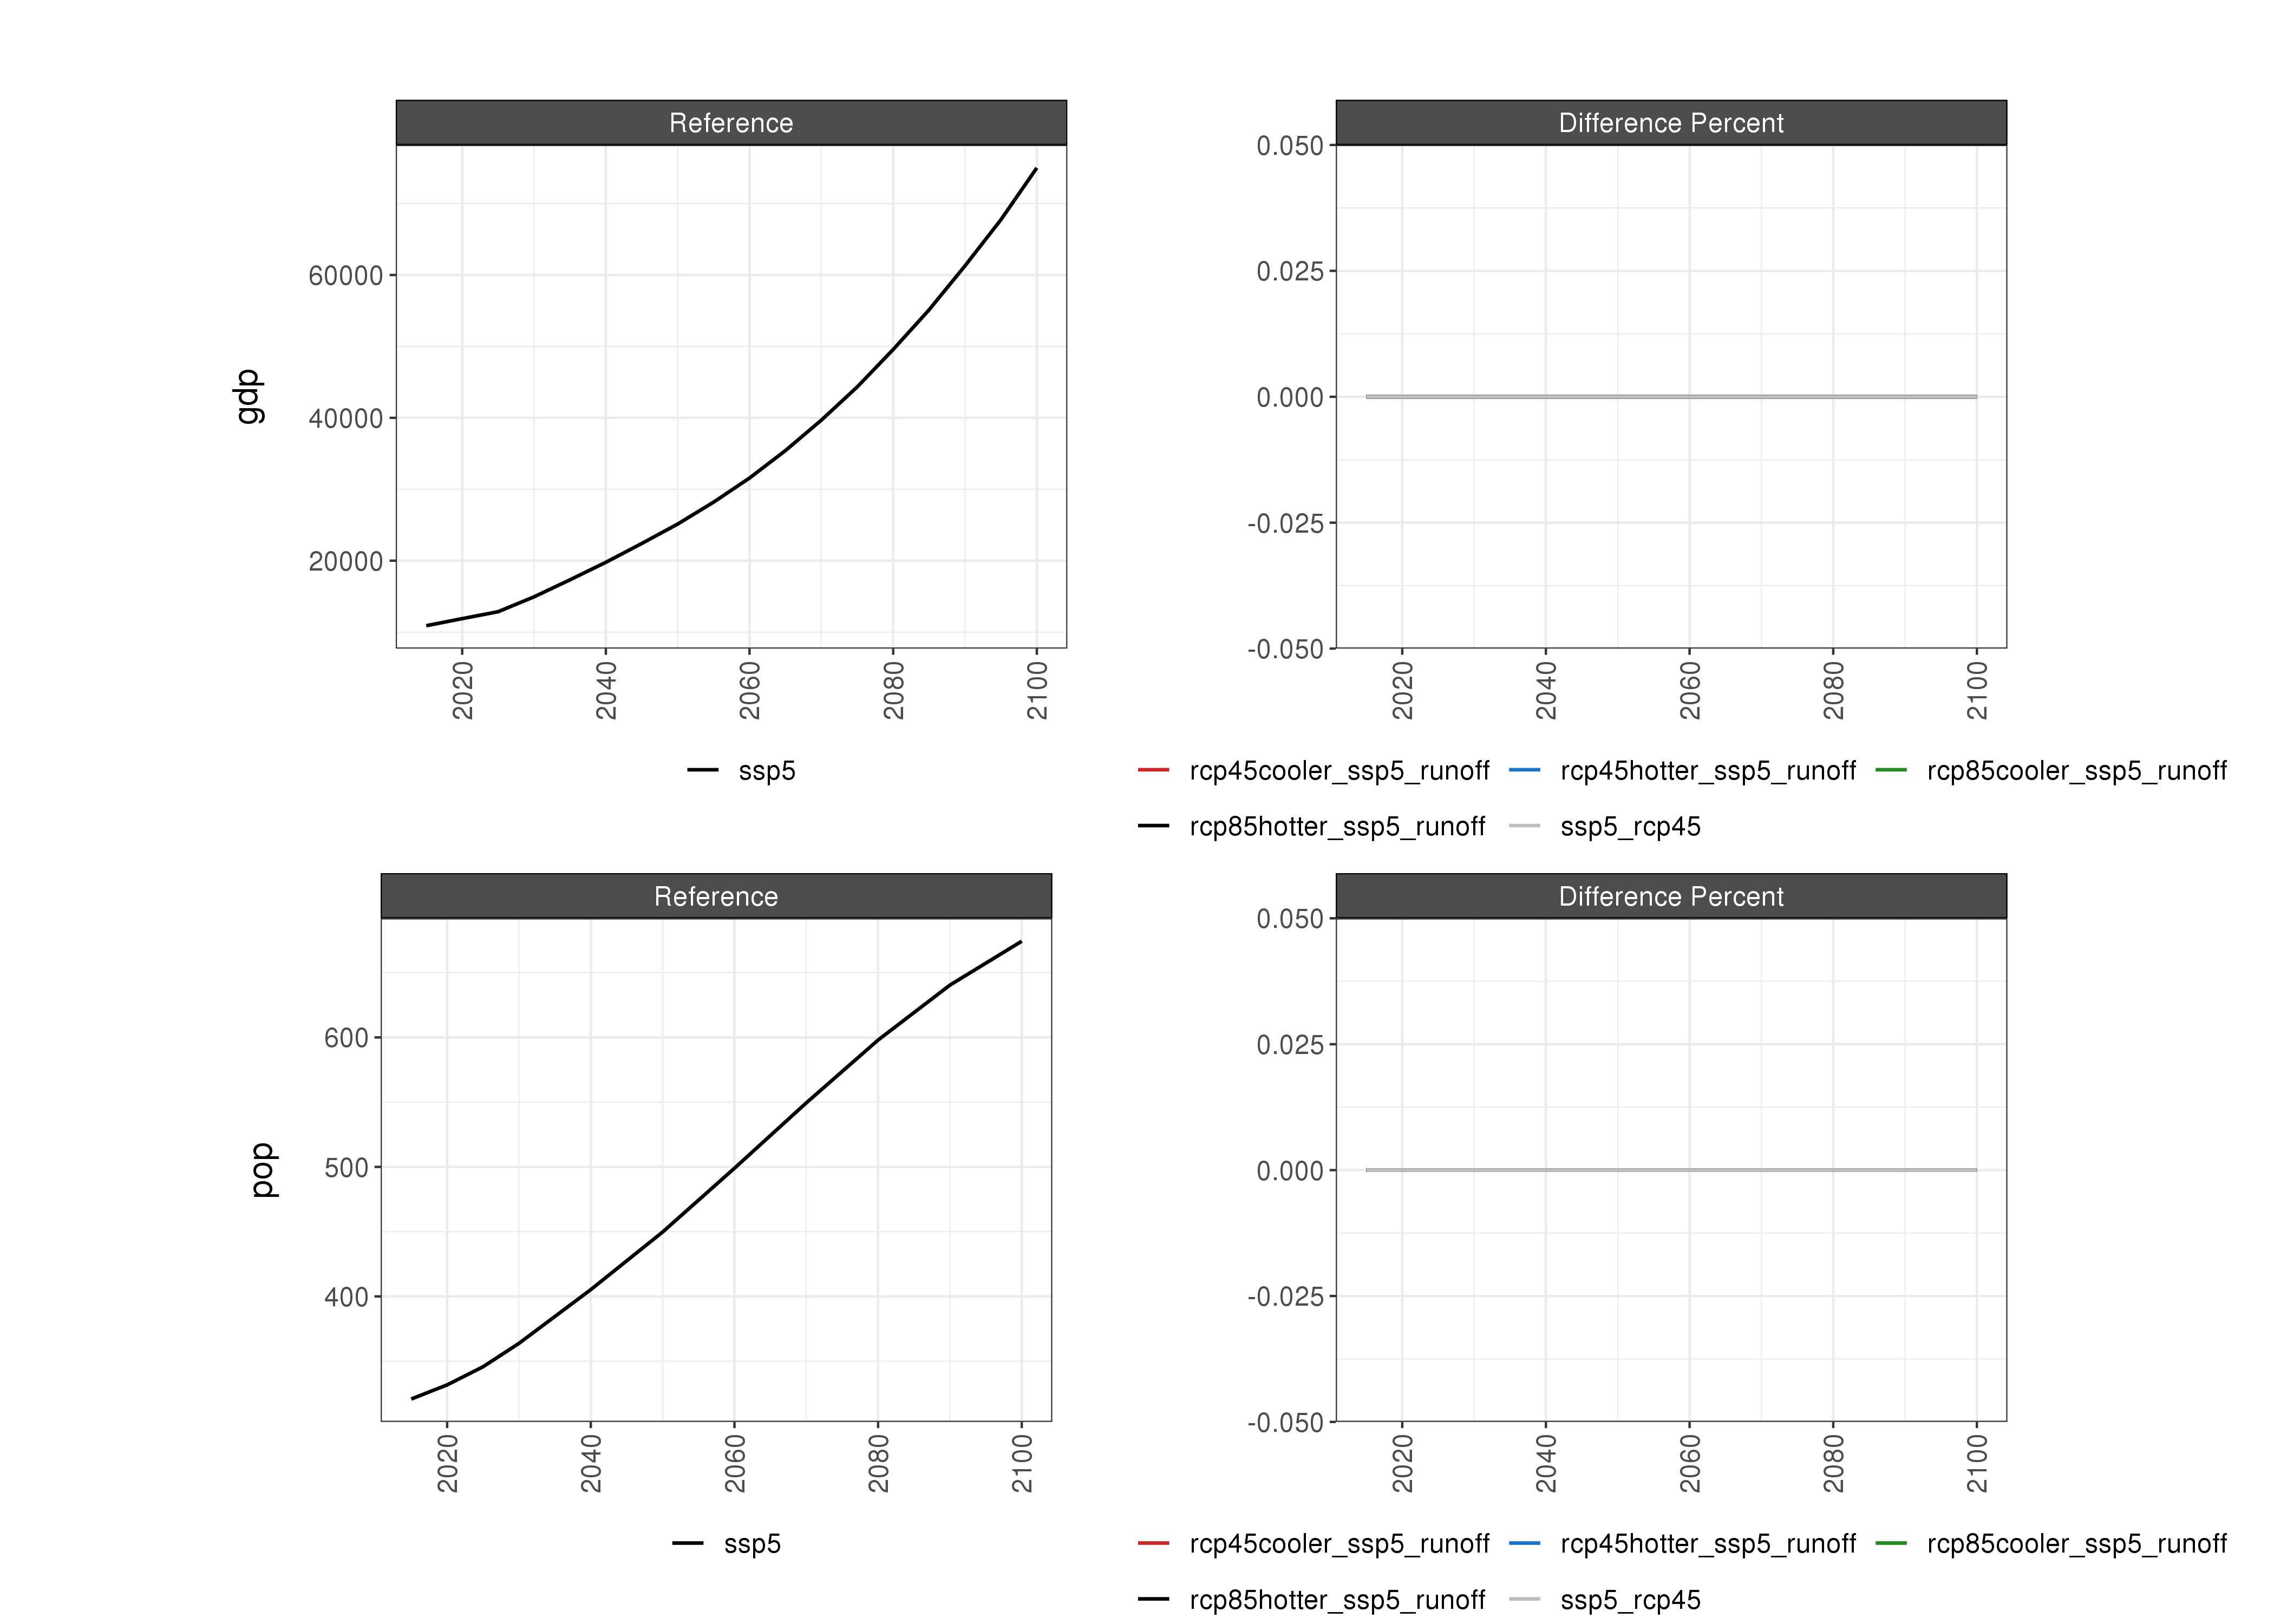 Reference
Difference Percent
gdp
60000
40000
20000
0.050
0.025
0.000
-0.025
-0.050
2020 2040 2060 2080 2100
2020 2040 2060 2080 2100
ssp5
rcp45cooler_ssp5_runoff rcp45hotter_ssp5_runoff rcp85cooler_ssp5_runoff
rcp85hotter_ssp5_runoff ssp5_rcp45
Reference
Difference Percent
pop
600
500
400
0.050
0.025
0.000
-0.025
-0.050
2020 2040 2060 2080 2100
2020 2040 2060 2080 2100
ssp5
rcp45cooler_ssp5_runoff rcp45hotter_ssp5_runoff rcp85cooler_ssp5_runoff
rcp85hotter_ssp5_runoff ssp5_rcp45